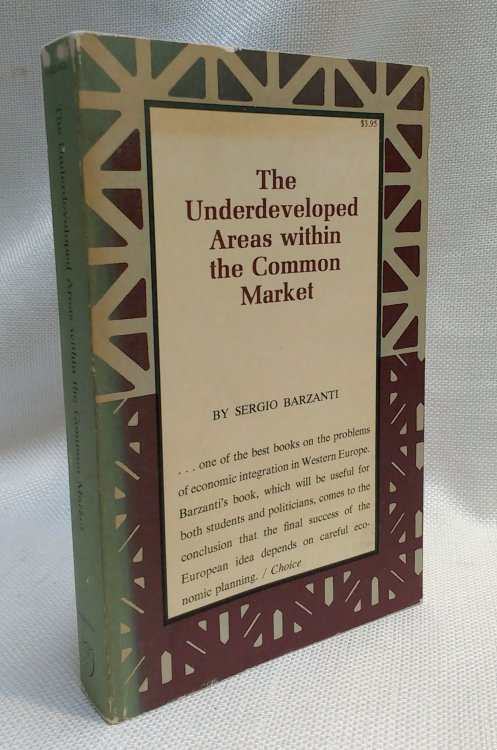 $3.95
The
Underdeveloped
Areas within
the Common
Market
BY SERGIO BARZANTI
. . . one of the best books on the problems
of economic integration in Western Europe.
Barzanti's book, which will be useful for
both students and politicians, comes to the
conclusion that the final success of the
European idea depends on careful eco-
nomic planning. / Choice
The Underdeveloped Areas within the Common Market